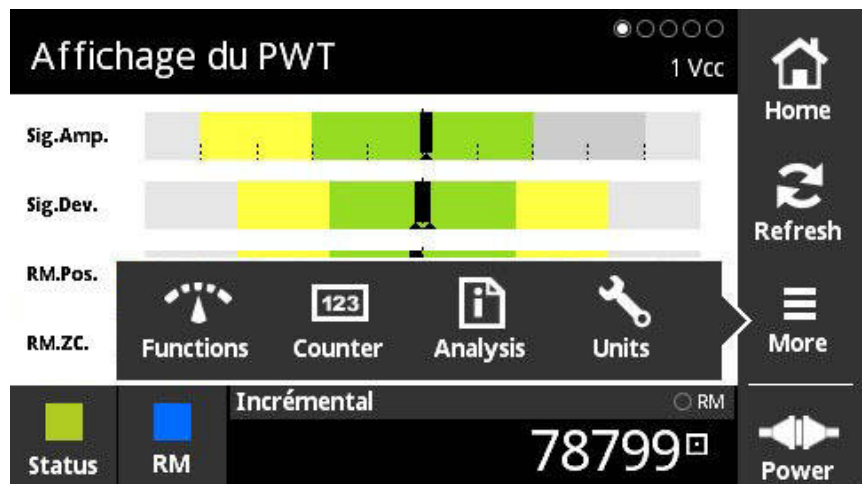 Affichage du PWT
1 Vcc
Home
Sig.Amp.
Sig.Dev.
Refresh
RM.Pos.
RM.ZC.
Functions
123
Counter
Analysis
Units
More
Incrémental
RM
Status
RM
78799
Power